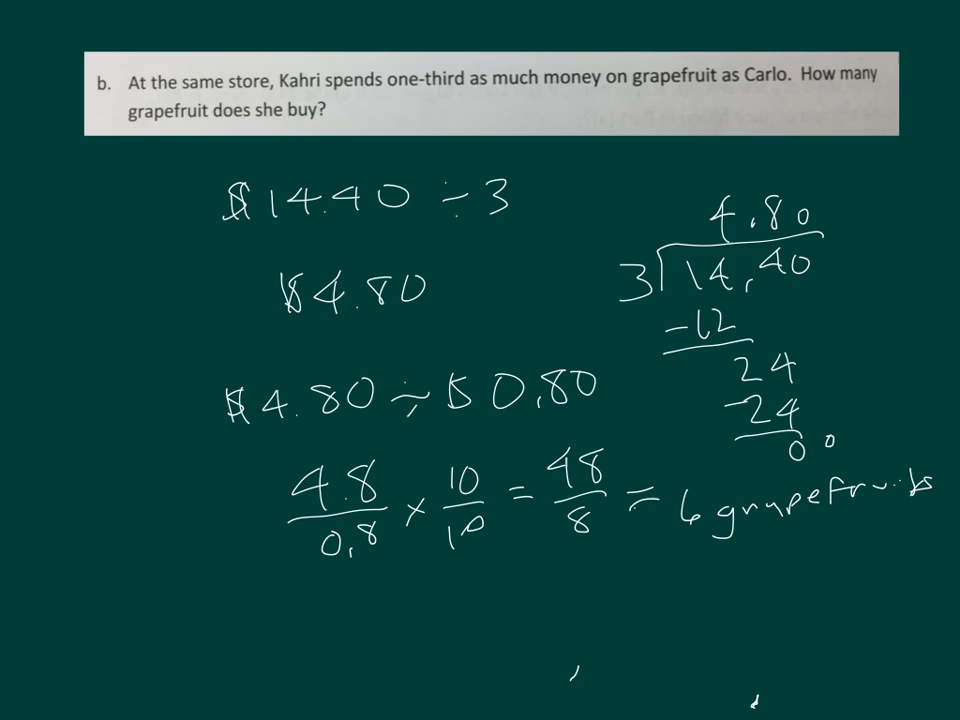 b. At the same store, Kahri spends one-third as much money on grapefruit as Carlo. How many
grapefruit does she buy?
$14.40 ÷ 3
$4.80
$4.80 ÷ $0.80
4.8/0.8 × 10/10 = 48/8 = 6 grapefruits
4.80
3 14.40
-12
24
-24
0 0